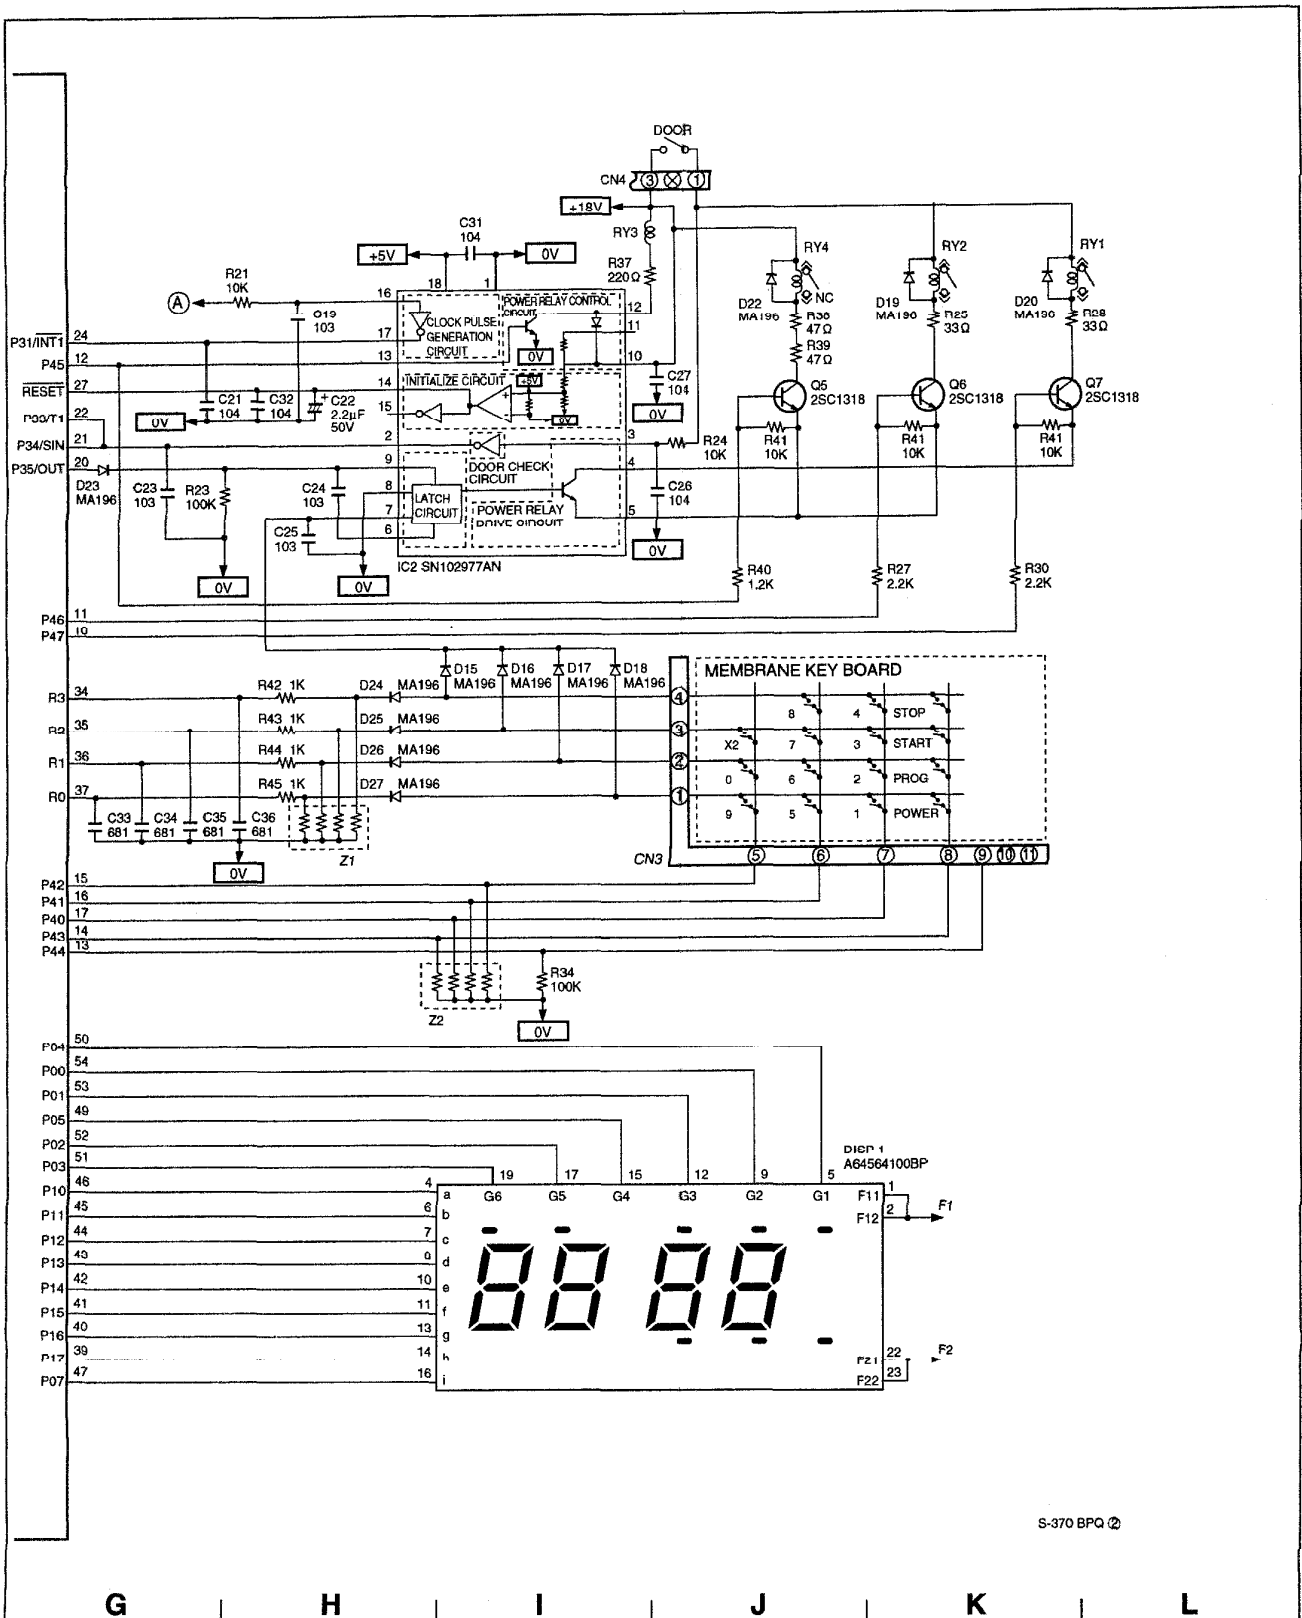 DOOR
CN4 3 1
+18V
C31
104
RY3
+5V
0V
RY4
RY2
RY1
R37
220Ω
R21
10K
18
1
A
16
POWER RELAY CONTROL
CIRCUIT
12
D22
MA196
NC
D19
D20
103
17
CLOCK PULSE
GENERATION
CIRCUIT
11
47Ω
R25
33Ω
33Ω
P31/INT1 24
R39
47Ω
P45 12
13
0V
10
RESET 27
14
INITIALIZE CIRCUIT
+5V
C27
104
Q5
2SC1318
Q6
2SC1318
Q7
2SC1318
22
C21
104
C32
104
C22
2.2µF
50V
15
0V
0V
P34/SIN 21
2
3
R24
10K
R41
10K
R41
10K
R41
10K
P35/OUT 20
9
DOOR CHECK
CIRCUIT
4
D23
MA196
C23
103
R23
100K
C24
103
8
LATCH
CIRCUIT
C26
104
7
POWER RELAY
DRIVE CIRCUIT
5
C25
103
6
0V
IC2 SN102977AN
0V
0V
R40
1.2K
R27
2.2K
R30
2.2K
P46 11
P47
D15
MA196
D16
MA196
D17
MA196
D18
MA196
MEMBRANE KEY BOARD
R3 34
R42 1K
D24 MA196
4
8 4 STOP
35
R43 1K
D25 MA196
3
X2 7 3 START
R1 36
R44 1K
D26 MA196
2
0 6 2 PROG
R0 37
R45 1K
D27 MA196
1
9 5 1 POWER
C33
681
C34
681
C35
681
C36
681
Z1
CN3
5 6 7 8 9 10 11
0V
P42 15
P41 16
P40 17
P43 14
P44 13
R34
100K
Z2
0V
50
P00 54
P01 53
P05 49
P02 52
P03 51
DISP 1
A64564100BP
19 17 15 12 9 5
P10 46 4 a
G6 G5 G4 G3 G2 G1
F11 1
F12 2
F1
P11 45 6 b
P12 44 7 c
P13 d
P14 42 10 e
P15 41 11 f
P16 40 13 g
39 14
P07 47 16 i
22
F2
F22 23
S-370 BPQ 2
G H I J K L